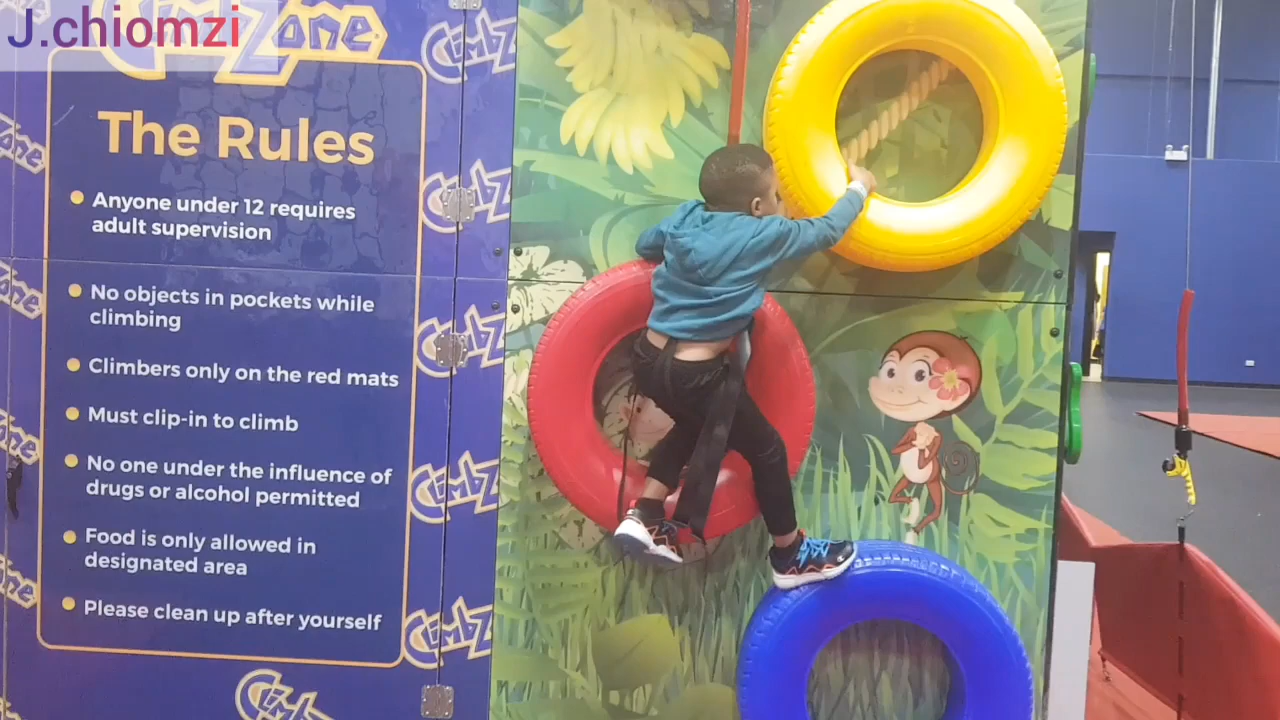 J.chiomzi
ClimbZone
The Rules
Anyone under 12 requires
adult supervision
No objects in pockets while
climbing
Climbers only on the red mats
Must clip-in to climb
No one under the influence of
drugs or alcohol permitted
Food is only allowed in
designated area
Please clean up after yourself